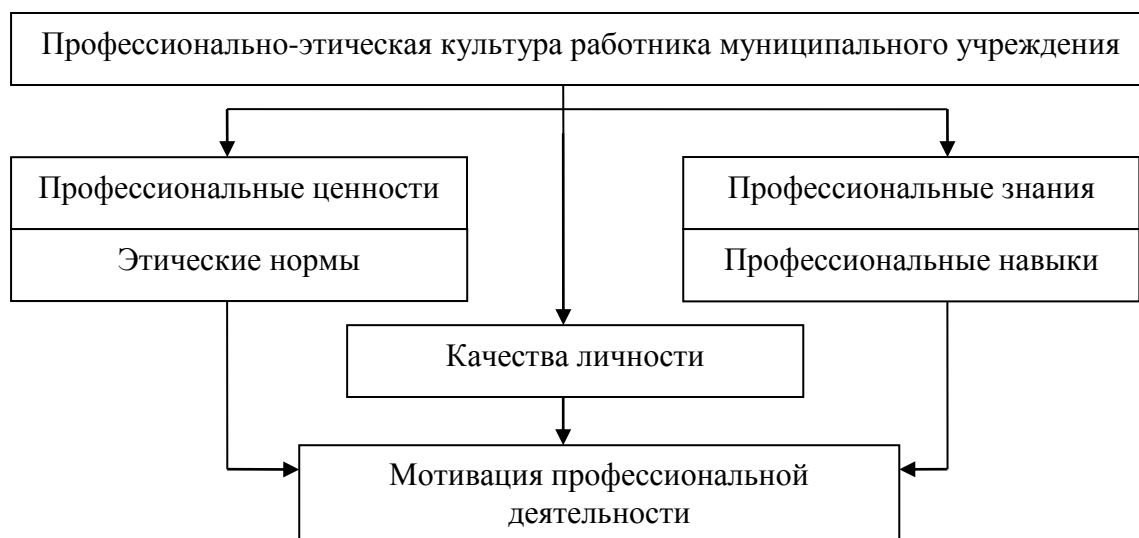 Профессионально-этическая культура работника муниципального учреждения
Профессиональные ценности
Этические нормы
Профессиональные знания
Профессиональные навыки
Качества личности
Мотивация профессиональной
деятельности